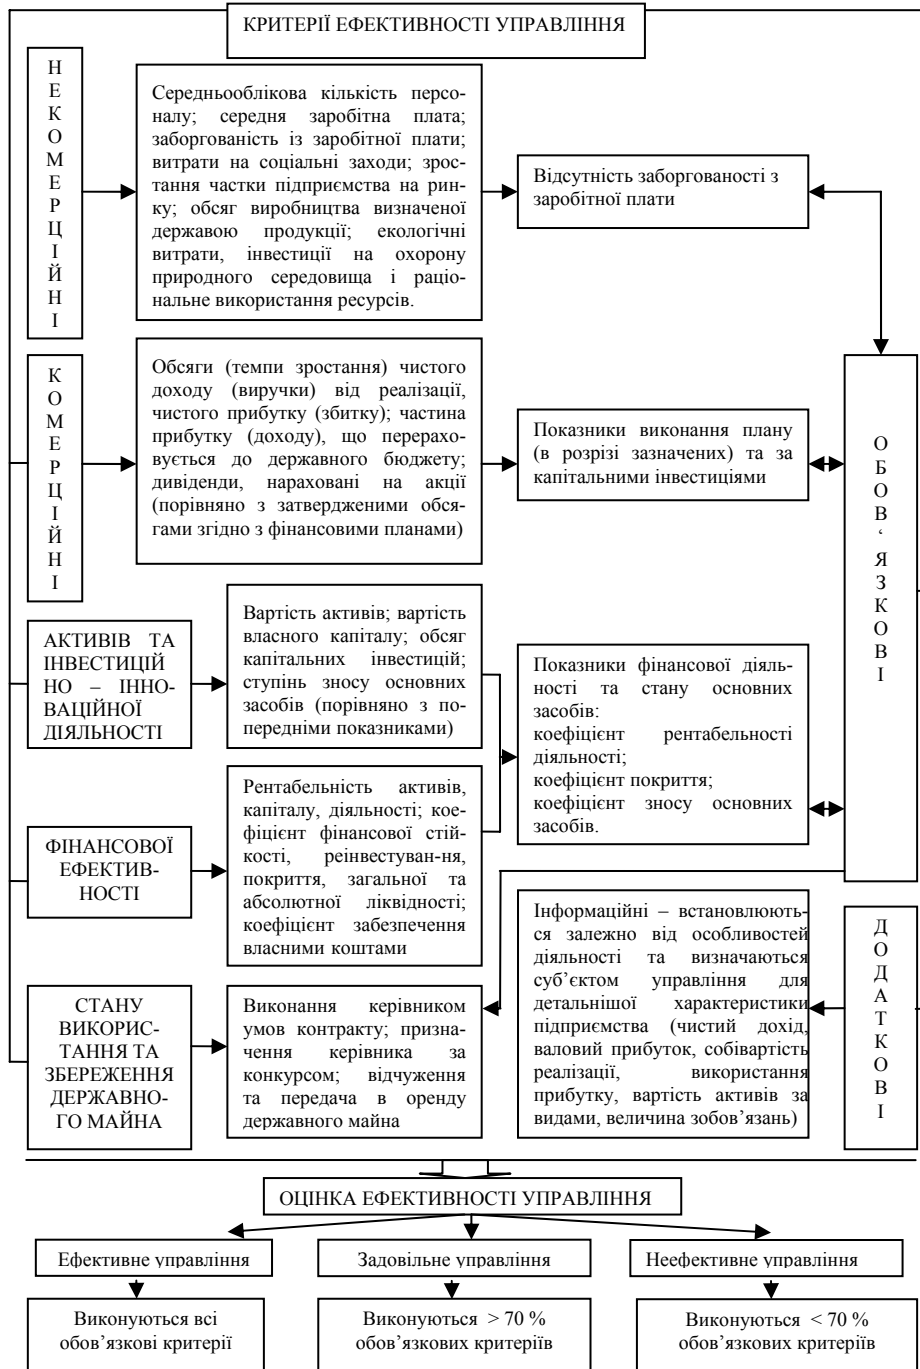 КРИТЕРІЇ ЕФЕКТИВНОСТІ УПРАВЛІННЯ
Н
Е
К
О
М
Е
Р
Ц
І
Й
Н
І
Середньооблікова кількість персо-
налу; середня заробітна плата;
заборгованість із заробітної плати;
витрати на соціальні заходи; зрос-
тання частки підприємства на рин-
ку; обсяг виробництва визначеної
державою продукції; екологічні
витрати, інвестиції на охорону
природного середовища і раціо-
нальне використання ресурсів.
Відсутність заборгованості з
заробітної плати
К
О
М
Е
Р
Ц
І
Й
Н
І
Обсяги (темпи зростання) чистого
доходу (виручки) від реалізації,
чистого прибутку (збитку); частина
прибутку (доходу), що перерахо-
вується до державного бюджету;
дивіденди, нараховані на акції
(порівняно з затвердженими обся-
гами згідно з фінансовими планами)
Показники виконання плану
(в розрізі зазначених) та за
капітальними інвестиціями
О
Б
О
В
‘
Я
З
К
О
В
І
АКТИВІВ ТА
ІНВЕСТИЦІЙ
НО – ІННО-
ВАЦІЙНОЇ
ДІЯЛЬНОСТІ
Вартість активів; вартість
власного капіталу; обсяг
капітальних інвестицій;
ступінь зносу основних
засобів (порівняно з по-
передніми показниками)
Показники фінансової діяль-
ності та стану основних
засобів:
коефіцієнт рентабельності
діяльності;
коефіцієнт покриття;
коефіцієнт зносу основних
засобів.
ФІНАНСОВОЇ
ЕФЕКТИВ-
НОСТІ
Рентабельність активів,
капіталу, діяльності; кое-
фіцієнт фінансової стій-
кості, реінвестуван-ня,
покриття, загальної та
абсолютної ліквідності;
коефіцієнт забезпечення
власними коштами
СТАНУ
ВИКОРИС-
ТАННЯ ТА
ЗБЕРЕЖЕННЯ
ДЕРЖАВНО-
ГО МАЙНА
Виконання керівником
умов контракту; призна-
чення керівника за
конкурсом; відчуження
та передача в оренду
державного майна
Інформаційні – встановлюють-
ся залежно від особливостей
діяльності та визначаються
суб’єктом управління для
детальнішої характеристики
підприємства (чистий дохід,
валовий прибуток, собівартість
реалізації, використання
прибутку, вартість активів за
видами, величина зобов’язань)
Д
О
Д
А
Т
К
О
В
І
ОЦІНКА ЕФЕКТИВНОСТІ УПРАВЛІННЯ
Ефективне управління
Задовільне управління
Неефективне управління
Виконуються всі
обов’язкові критерії
Виконуються > 70 %
обов’язкових критеріїв
Виконуються < 70 %
обов’язкових критеріїв